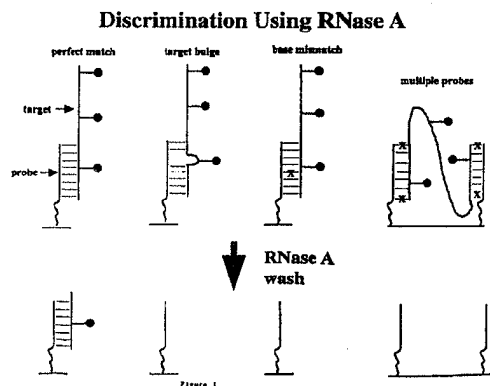 Discrimination Using RNase A
perfect match
target bulge
base mismatch
multiple probes
target
probe
X
X
X
X
X
RNase A
wash
Figure 1